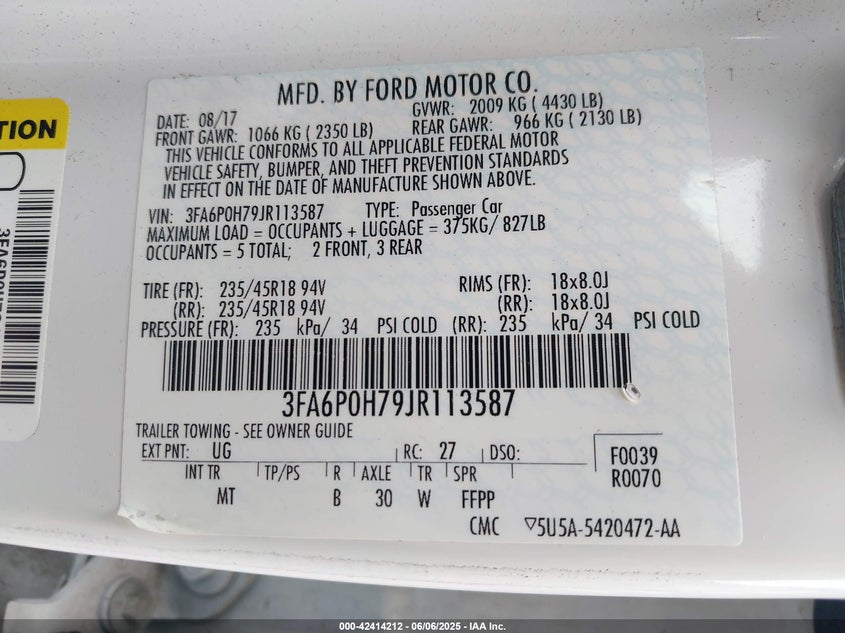 TION
MFD. BY FORD MOTOR CO.
DATE: 08/17 GVWR: 2009 KG ( 4430 LB)
FRONT GAWR: 1066 KG ( 2350 LB) REAR GAWR: 966 KG ( 2130 LB)
THIS VEHICLE CONFORMS TO ALL APPLICABLE FEDERAL MOTOR
VEHICLE SAFETY, BUMPER, AND THEFT PREVENTION STANDARDS
IN EFFECT ON THE DATE OF MANUFACTURE SHOWN ABOVE.
VIN: 3FA6P0H79JR113587 TYPE: Passenger Car
MAXIMUM LOAD = OCCUPANTS + LUGGAGE = 375KG/ 827LB
OCCUPANTS = 5 TOTAL; 2 FRONT, 3 REAR
TIRE (FR): 235/45R18 94V RIMS (FR): 18x8.0J
(RR): 235/45R18 94V (RR): 18x8.0J
PRESSURE (FR): 235 kPa/ 34 PSI COLD (RR): 235 kPa/ 34 PSI COLD
3FA6P0H79JR113587
TRAILER TOWING - SEE OWNER GUIDE
EXT PNT: UG RC: 27 DSO: F0039
INT TR TP/PS R AXLE TR SPR R0070
MT B 30 W FFPP
CMC ▽5U5A-5420472-AA
000-42414212 - 06/06/2025 - IAA Inc.